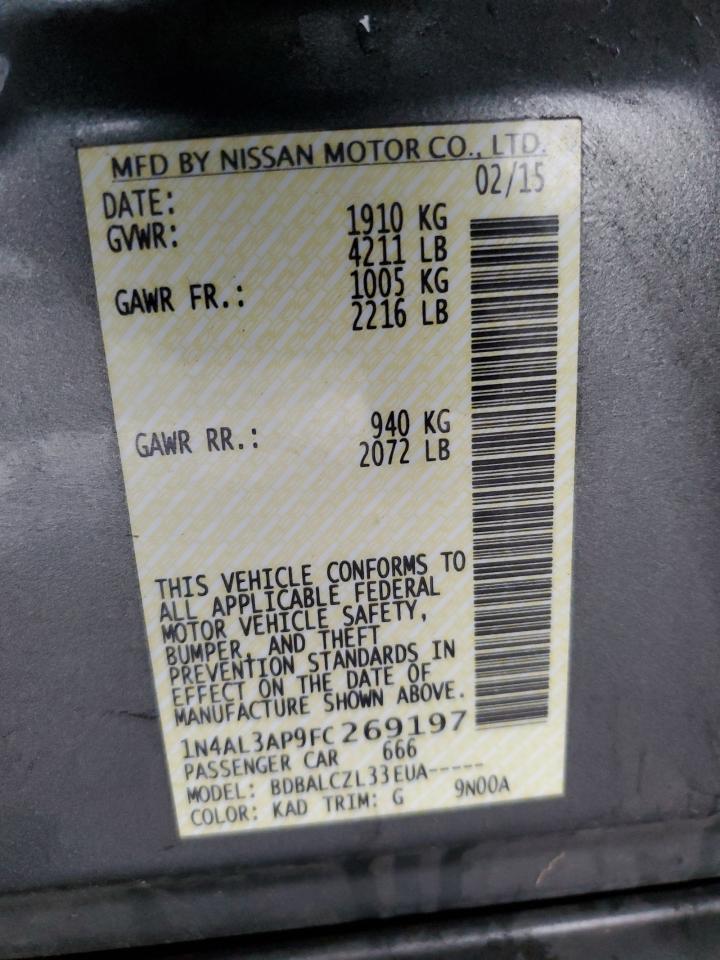 MFD BY NISSAN MOTOR CO., LTD.
DATE: 02/15
GVWR: 1910 KG
4211 LB
GAWR FR.: 1005 KG
2216 LB
GAWR RR.: 940 KG
2072 LB
THIS VEHICLE CONFORMS TO
ALL APPLICABLE FEDERAL
MOTOR VEHICLE SAFETY,
BUMPER, AND THEFT
PREVENTION STANDARDS IN
EFFECT ON THE DATE OF
MANUFACTURE SHOWN ABOVE.
1N4AL3AP9FC269197
PASSENGER CAR 666
MODEL: BDBALCZL33EUA-----
COLOR: KAD TRIM: G 9N00A